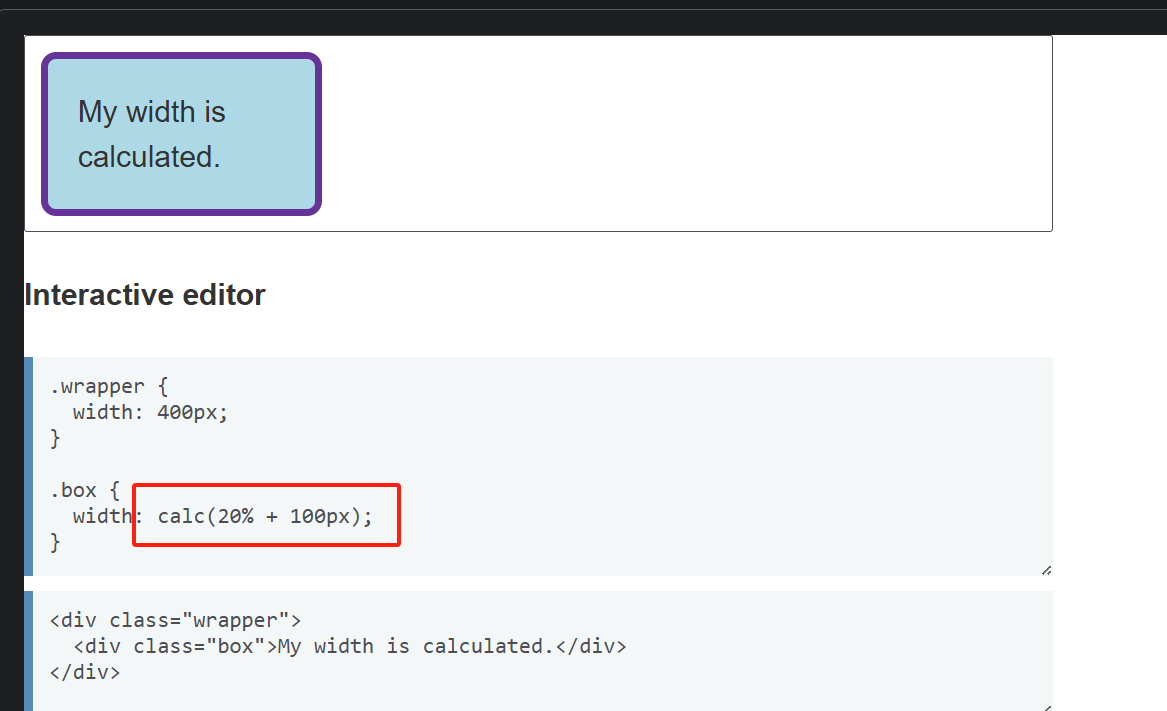 My width is
calculated.
Interactive editor
.wrapper {
  width: 400px;
}
.box {
  width: calc(20% + 100px);
}
<div class="wrapper">
  <div class="box">My width is calculated.</div>
</div>